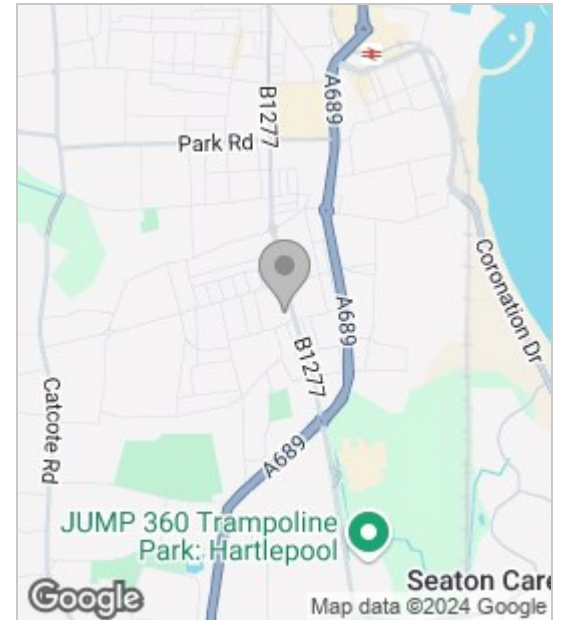 A689
B1277
Park Rd
Coronation Dr
A689
B1277
Catcote Rd
A689
JUMP 360 Trampoline
Park: Hartlepool
Seaton Care
Google
Map data ©2024 Google